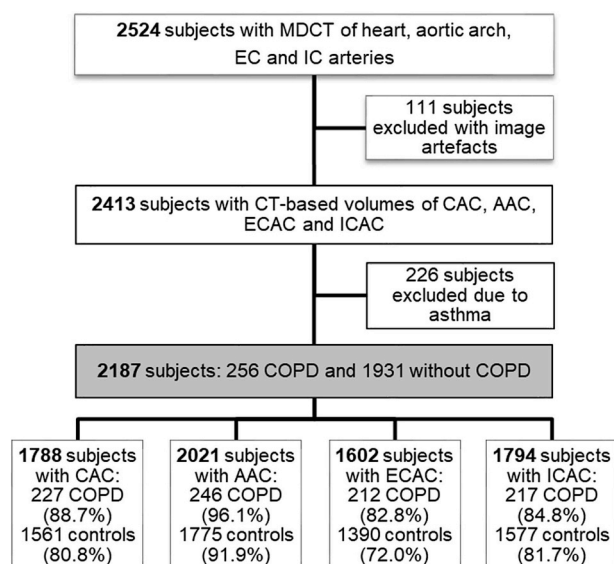 2524 subjects with MDCT of heart, aortic arch,
EC and IC arteries
111 subjects
excluded with image
artefacts
2413 subjects with CT-based volumes of CAC, AAC,
ECAC and ICAC
226 subjects
excluded due to
asthma
2187 subjects: 256 COPD and 1931 without COPD
1788 subjects
with CAC:
227 COPD
(88.7%)
1561 controls
(80.8%)
2021 subjects
with AAC:
246 COPD
(96.1%)
1775 controls
(91.9%)
1602 subjects
with ECAC:
212 COPD
(82.8%)
1390 controls
(72.0%)
1794 subjects
with ICAC:
217 COPD
(84.8%)
1577 controls
(81.7%)